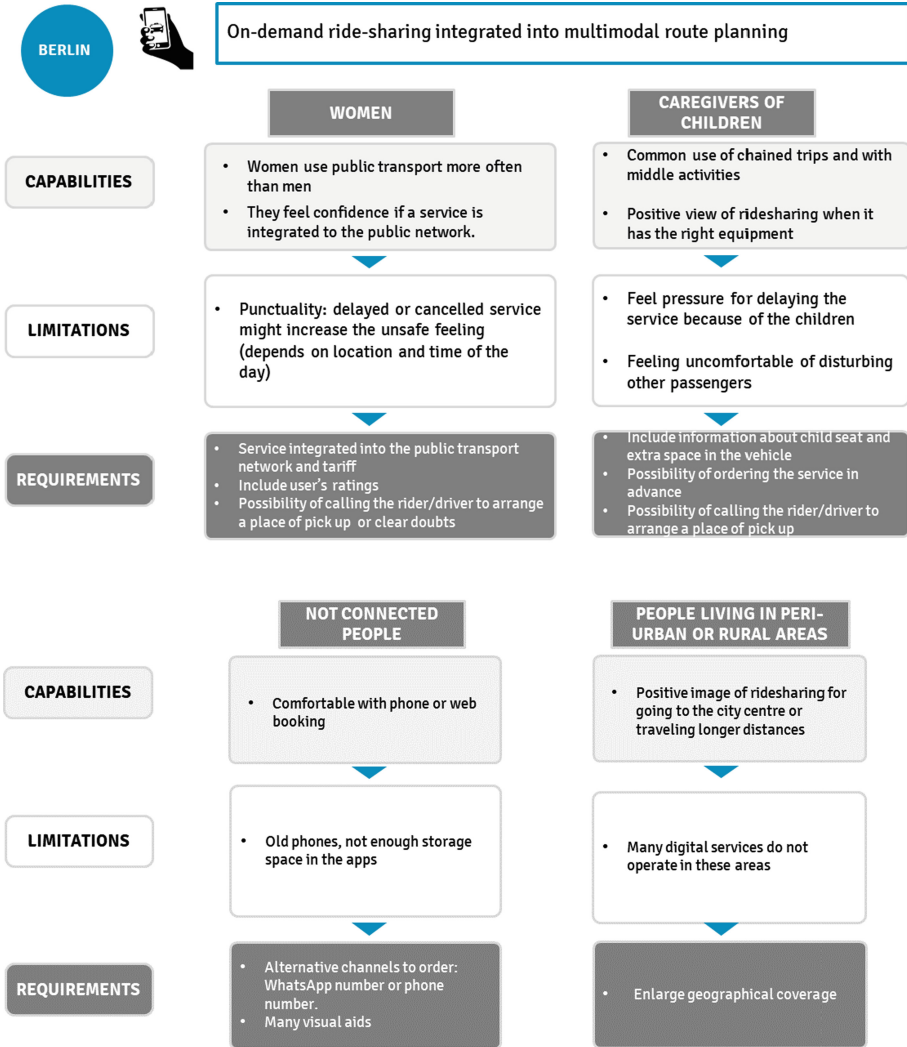 BERLIN
On-demand ride-sharing integrated into multimodal route planning
WOMEN
CAREGIVERS OF
CHILDREN
CAPABILITIES
• Women use public transport more often
than men
• They feel confidence if a service is
integrated to the public network.
• Common use of chained trips and with
middle activities
• Positive view of ridesharing when it
has the right equipment
LIMITATIONS
• Punctuality: delayed or cancelled service
might increase the unsafe feeling
(depends on location and time of the
day)
• Feel pressure for delaying the
service because of the children
• Feeling uncomfortable of disturbing
other passengers
REQUIREMENTS
• Service integrated into the public transport
network and tariff
• Include user's ratings
• Possibility of calling the rider/driver to arrange
a place of pick up or clear doubts
• Include information about child seat and
extra space in the vehicle
• Possibility of ordering the service in
advance
• Possibility of calling the rider/driver to
arrange a place of pick up
NOT CONNECTED
PEOPLE
PEOPLE LIVING IN PERI-
URBAN OR RURAL AREAS
CAPABILITIES
• Comfortable with phone or web
booking
• Positive image of ridesharing for
going to the city centre or
traveling longer distances
LIMITATIONS
• Old phones, not enough storage
space in the apps
• Many digital services do not
operate in these areas
REQUIREMENTS
• Alternative channels to order:
WhatsApp number or phone
number.
• Many visual aids
• Enlarge geographical coverage